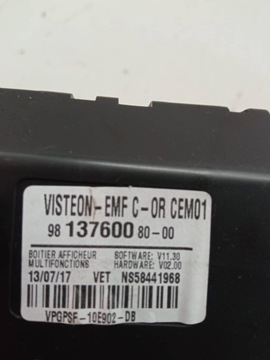 VISTEON-EMF C-OR CEM01
98 137600 80-00
BOITIER AFFICHEUR SOFTWARE: V11.30
MULTIFONCTIONS HARDWARE: V02.00
13/07/17 VET NS58441968
VPGPSF-10E902-DB